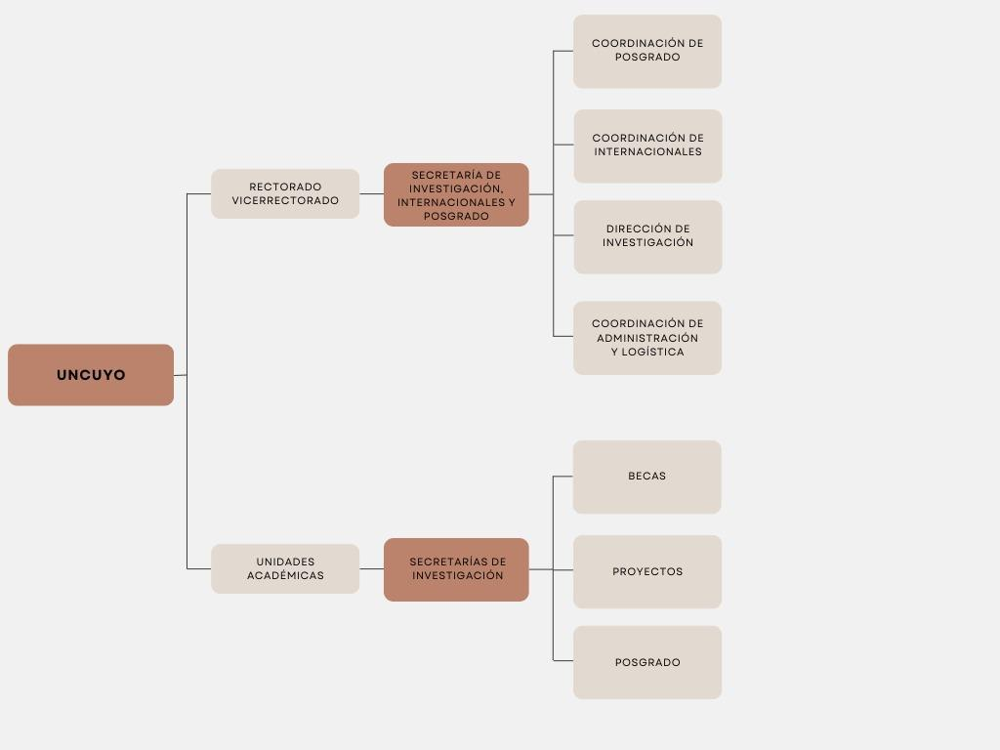 UNCUYO
RECTORADO
VICERRECTORADO
SECRETARÍA DE
INVESTIGACIÓN,
INTERNACIONALES Y
POSGRADO
COORDINACIÓN DE
POSGRADO
COORDINACIÓN DE
INTERNACIONALES
DIRECCIÓN DE
INVESTIGACIÓN
COORDINACIÓN DE
ADMINISTRACIÓN
Y LOGÍSTICA
UNIDADES
ACADÉMICAS
SECRETARÍAS DE
INVESTIGACIÓN
BECAS
PROYECTOS
POSGRADO